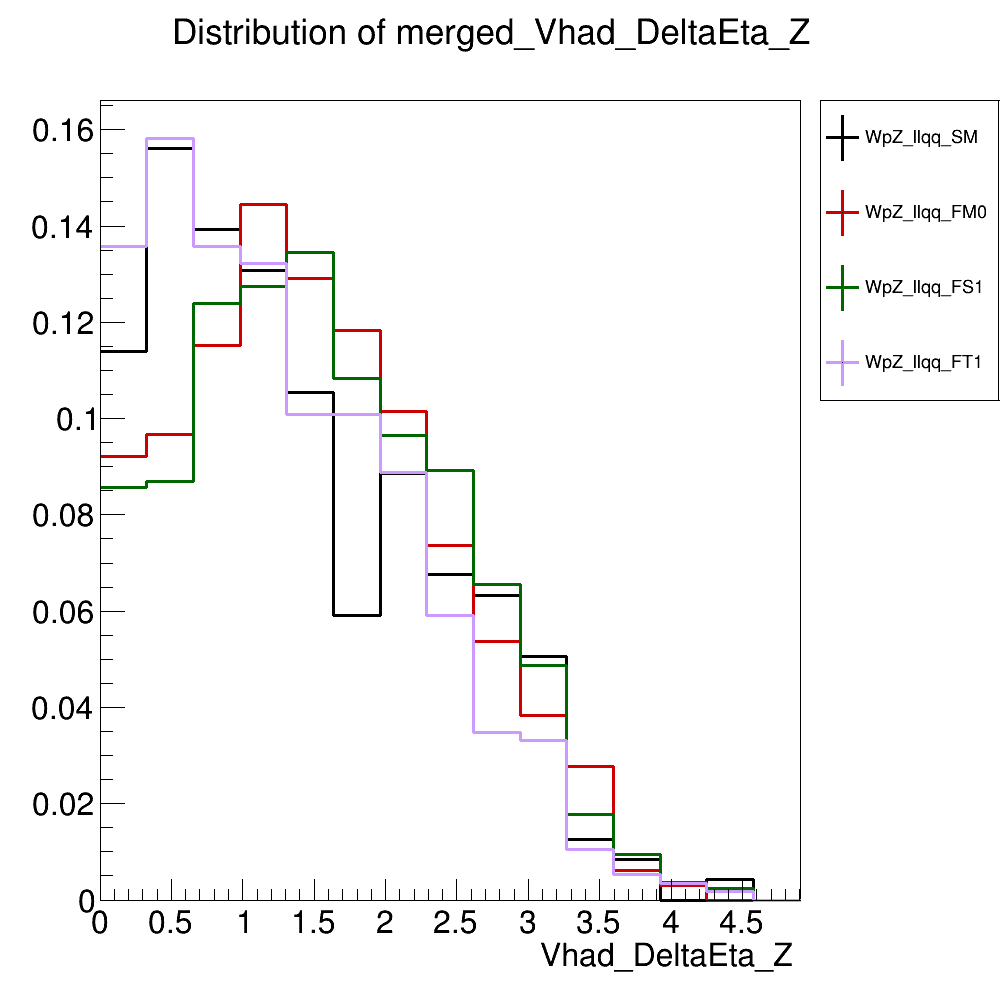 Distribution of merged_Vhad_DeltaEta_Z
0.16
0.14
0.12
0.1
0.08
0.06
0.04
0.02
0
0 0.5 1 1.5 2 2.5 3 3.5 4 4.5
Vhad_DeltaEta_Z
WpZ_llqq_SM
WpZ_llqq_FM0
WpZ_llqq_FS1
WpZ_llqq_FT1